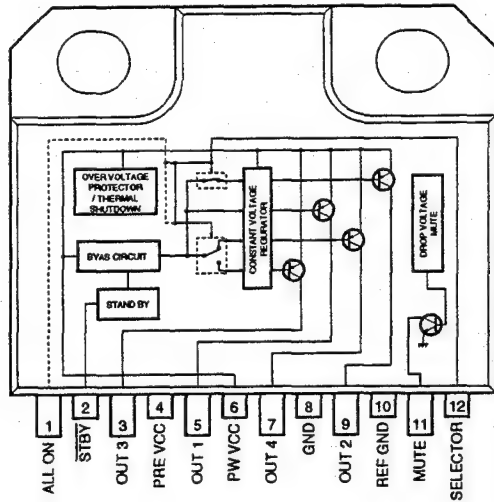 OVER VOLTAGE
PROTECTOR
/ THERMAL
SHUTDOWN
BYAS CIRCUIT
STAND BY
CONSTANT VOLTAGE
REGURATOR
DROP VOLTAGE
MUTE
1
2
3
4
5
6
7
8
9
10
11
12
ALL ON
STBY
OUT 3
PRE VCC
OUT 1
PW VCC
OUT 4
GND
OUT 2
REF GND
MUTE
SELECTOR